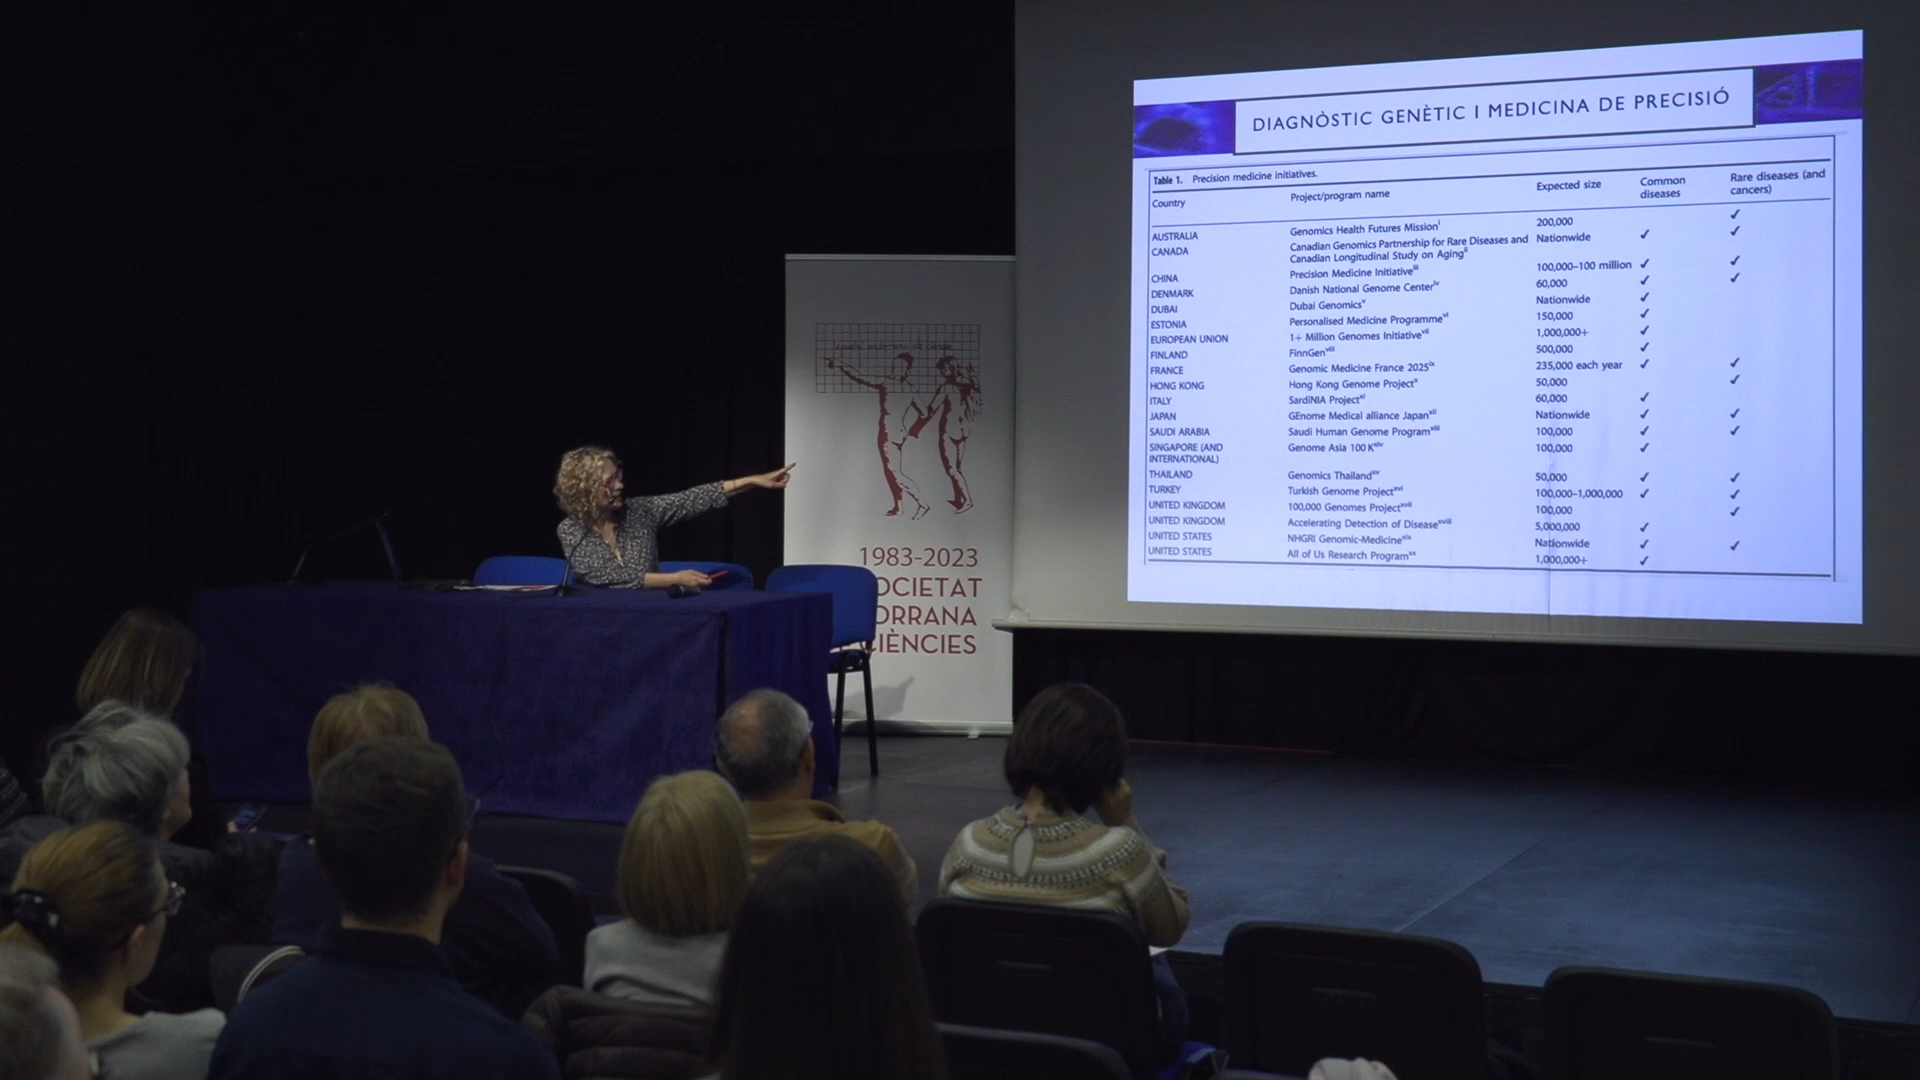 DIAGNÒSTIC GENÈTIC I MEDICINA DE PRECISIÓ
Table 1. Precision medicine initiatives.
Country Project/program name Expected size Common diseases Rare diseases (and cancers)
AUSTRALIA Genomics Health Futures Mission 200,000 ✓
CANADA Canadian Genomics Partnership for Rare Diseases and Canadian Longitudinal Study on Aging Nationwide ✓ ✓
CHINA Precision Medicine Initiative 100,000–100 million ✓ ✓
DENMARK Danish National Genome Center 60,000 ✓ ✓
DUBAI Dubai Genomics Nationwide ✓
ESTONIA Personalised Medicine Programme 150,000 ✓
EUROPEAN UNION 1+ Million Genomes Initiative 1,000,000+ ✓
FINLAND FinnGen 500,000 ✓
FRANCE Genomic Medicine France 2025 235,000 each year ✓ ✓
HONG KONG Hong Kong Genome Project 50,000 ✓
ITALY SardiNIA Project 60,000 ✓
JAPAN GEnome Medical alliance Japan Nationwide ✓ ✓
SAUDI ARABIA Saudi Human Genome Program 100,000 ✓ ✓
SINGAPORE (AND INTERNATIONAL) Genome Asia 100 K 100,000 ✓
THAILAND Genomics Thailand 50,000 ✓ ✓
TURKEY Turkish Genome Project 100,000–1,000,000 ✓ ✓
UNITED KINGDOM 100,000 Genomes Project 100,000 ✓
UNITED KINGDOM Accelerating Detection of Disease 5,000,000 ✓
UNITED STATES NHGRI Genomic-Medicine Nationwide ✓ ✓
UNITED STATES All of Us Research Program 1,000,000+ ✓
1983-2023
OCIETAT
ORRANA
IÈNCIES